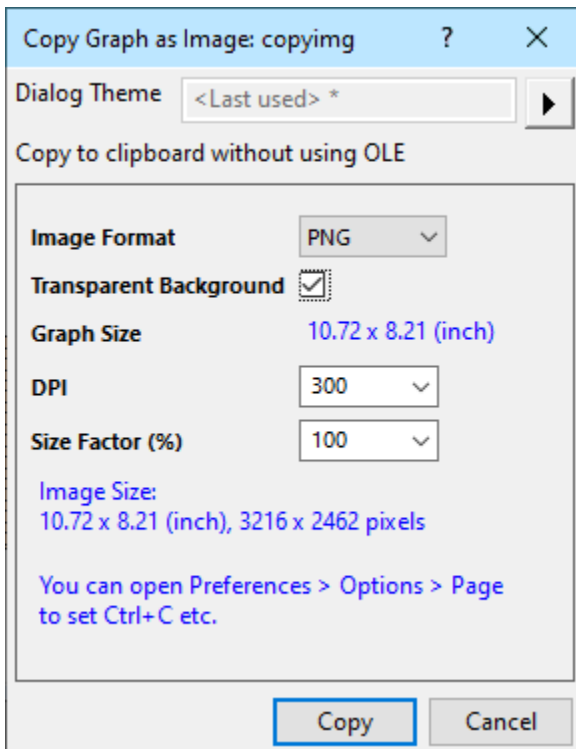 Copy Graph as Image: copyimg ?
Dialog Theme <Last used> *
Copy to clipboard without using OLE
Image Format PNG
Transparent Background
Graph Size 10.72 x 8.21 (inch)
DPI 300
Size Factor (%) 100
Image Size:
10.72 x 8.21 (inch), 3216 x 2462 pixels
You can open Preferences > Options > Page
to set Ctrl+C etc.
Copy Cancel